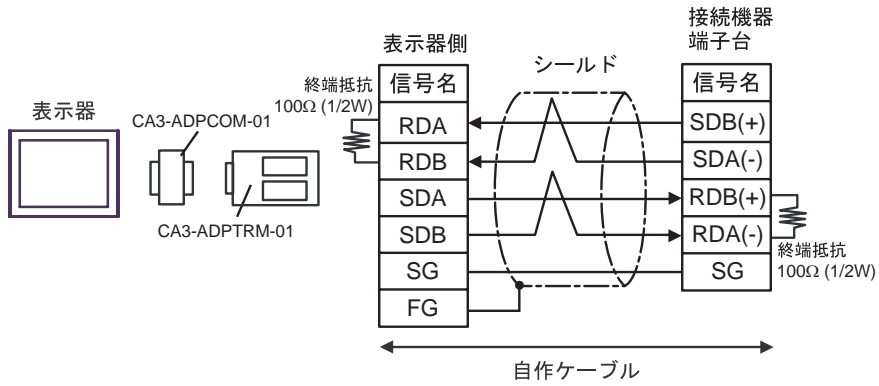 表示器
CA3-ADPCOM-01
CA3-ADPTRM-01
表示器側
終端抵抗
100Ω (1/2W)
信号名
RDA
RDB
SDA
SDB
SG
FG
シールド
接続機器
端子台
信号名
SDB(+)
SDA(-)
RDB(+)
RDA(-)
SG
終端抵抗
100Ω (1/2W)
自作ケーブル